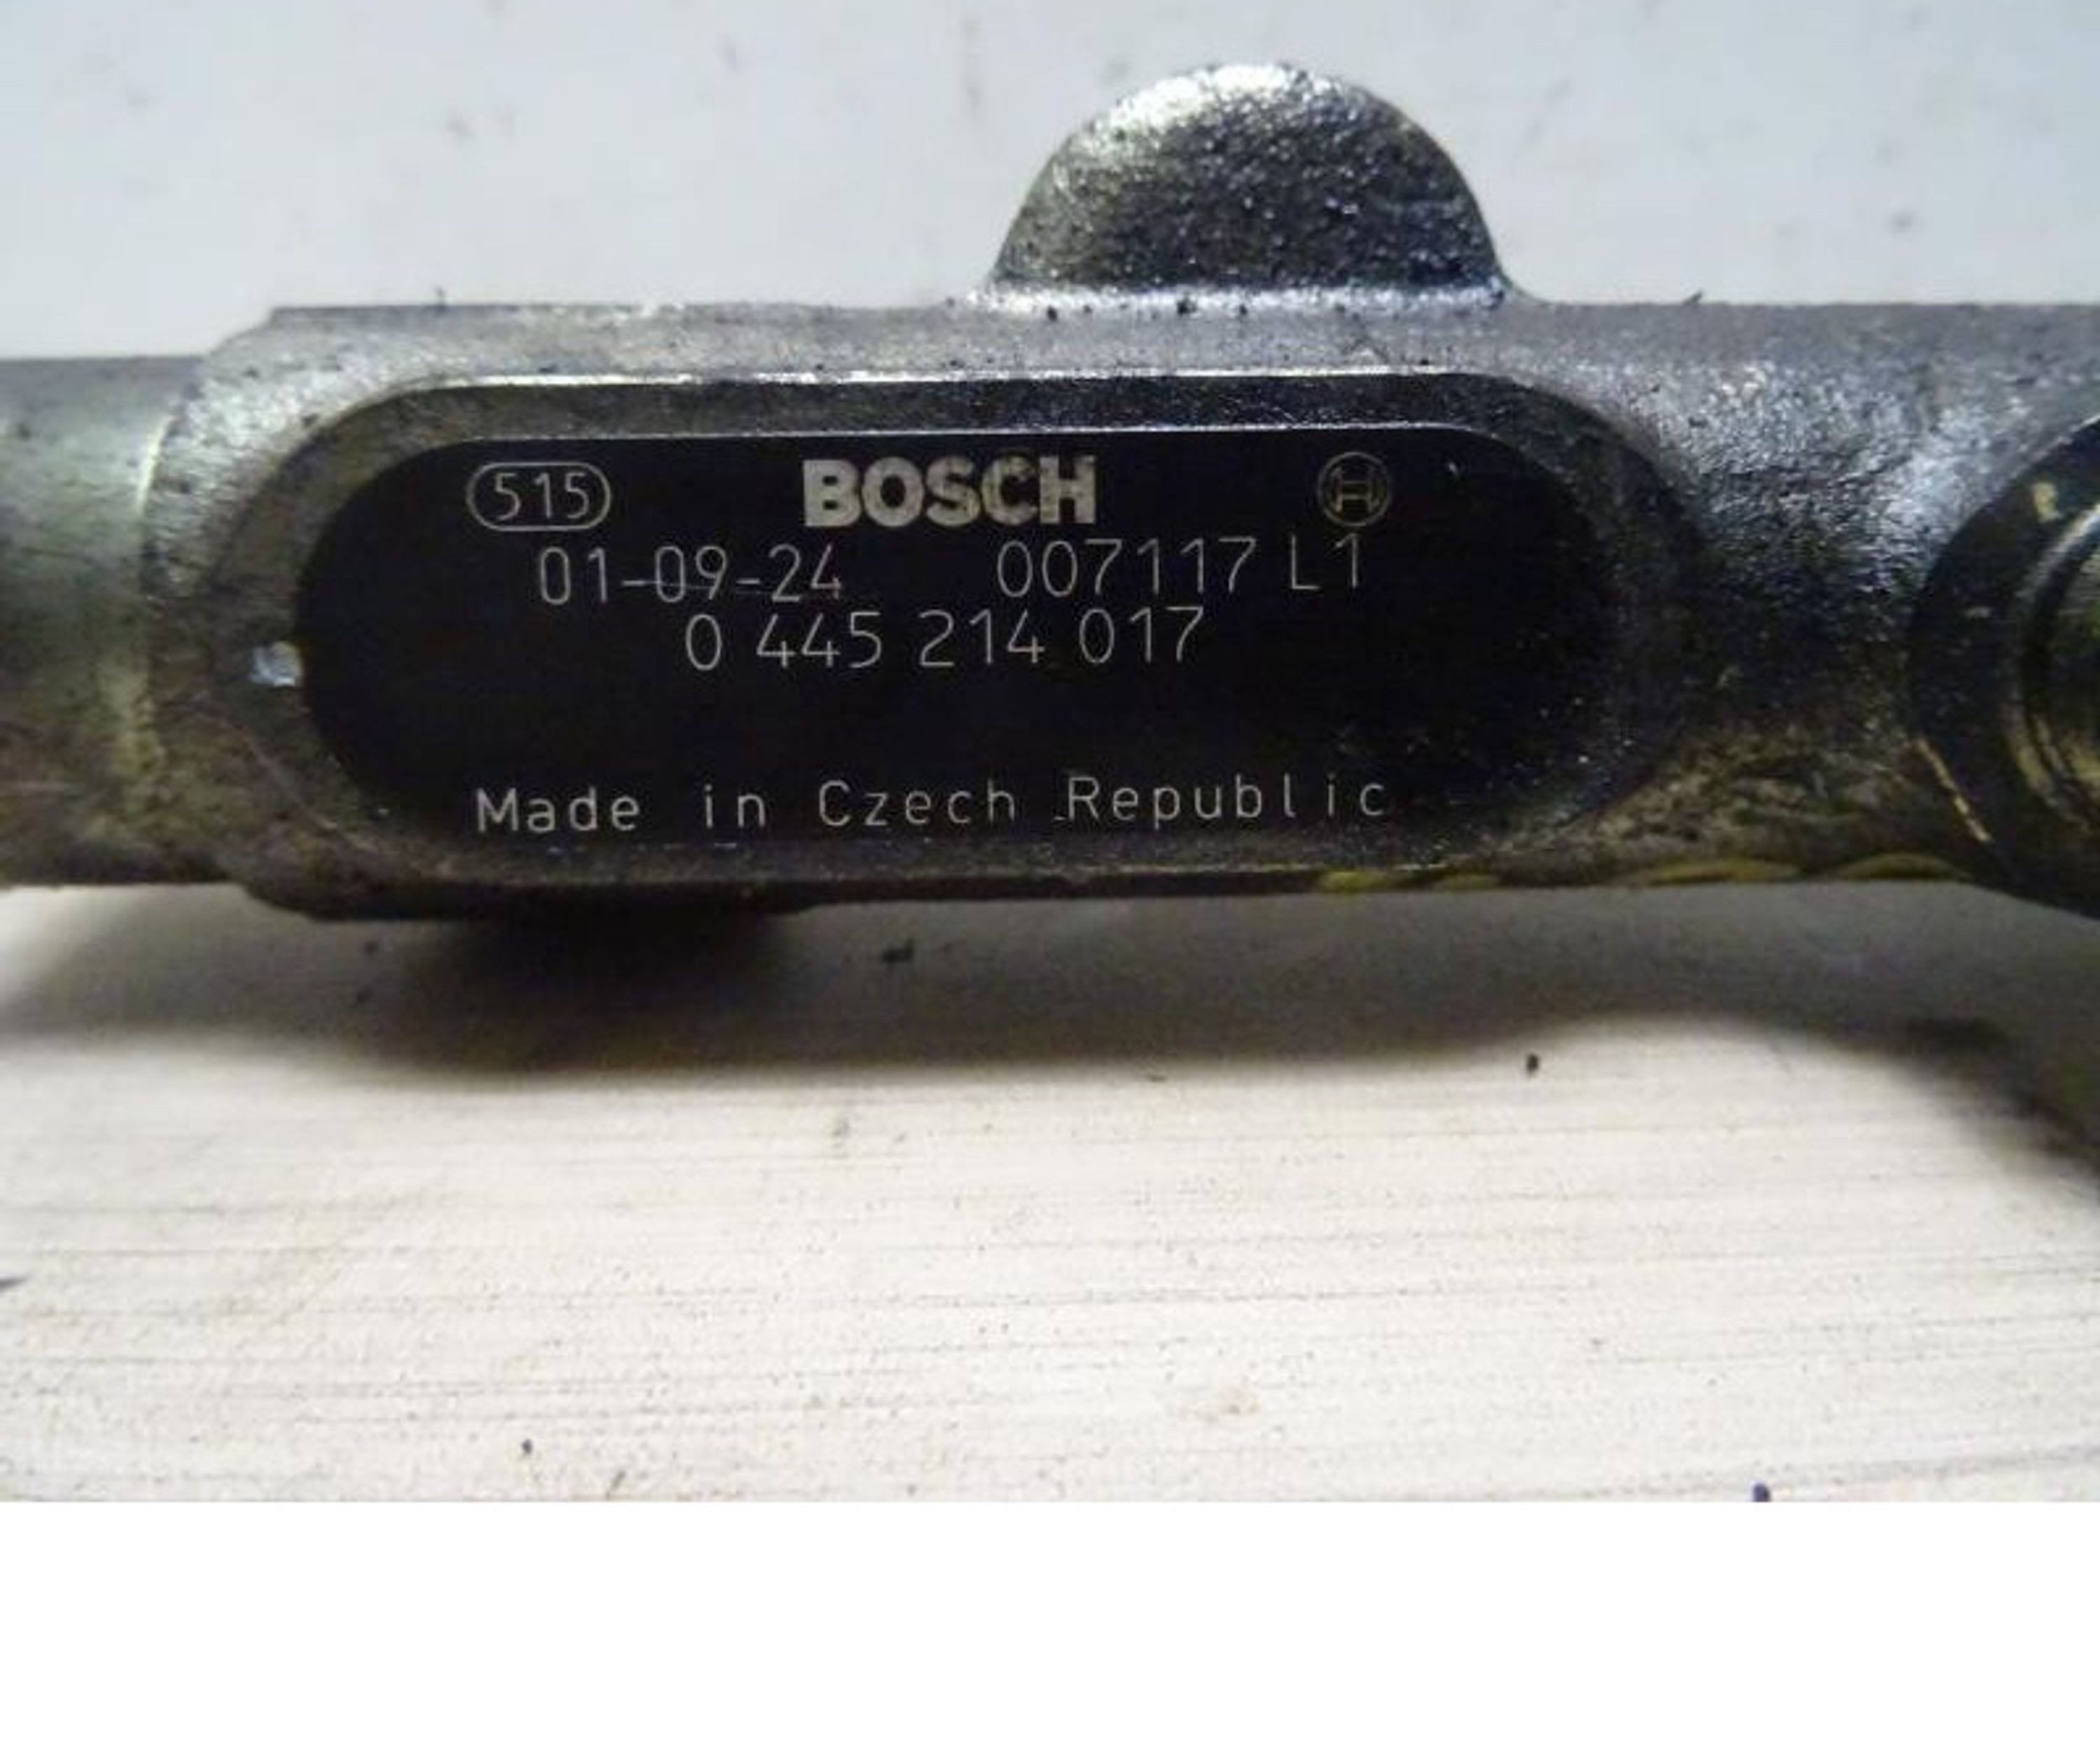 515 BOSCH
01-09-24 007117 L1
0 445 214 017
Made in Czech Republic